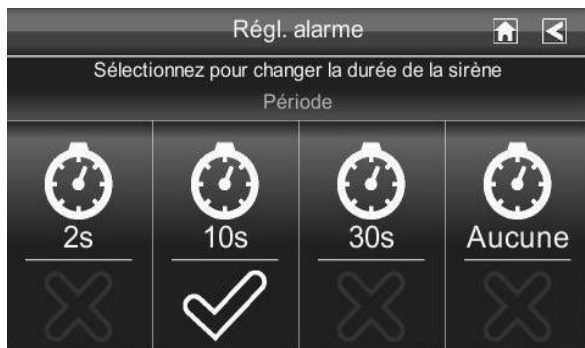 Régl. alarme
Sélectionnez pour changer la durée de la sirène
Période
2s 10s 30s Aucune